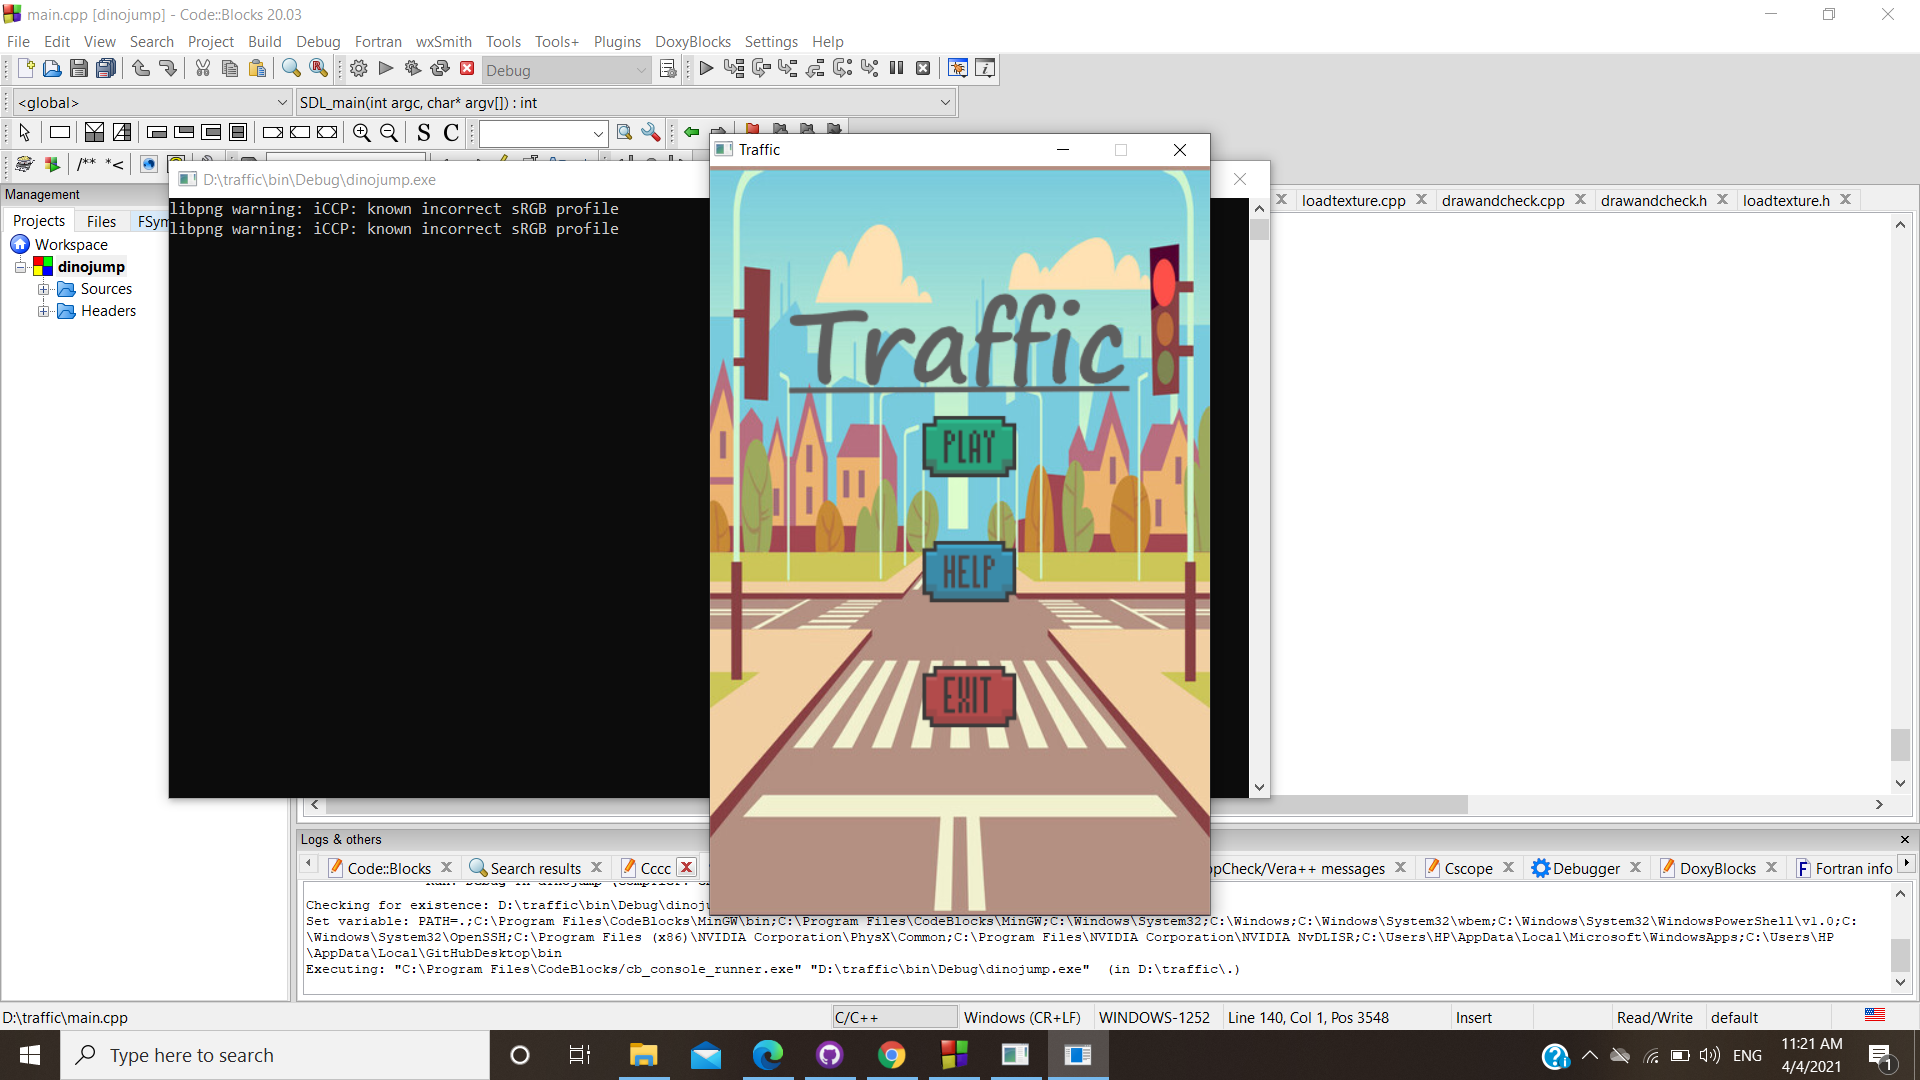 main.cpp [dinojump] - Code::Blocks 20.03
File Edit View Search Project Build Debug Fortran wxSmith Tools Tools+ Plugins DoxyBlocks Settings Help
Debug
<global>
SDL_main(int argc, char* argv[]) : int
S C
/** *<
Management
Projects Files FSym
Workspace
dinojump
Sources
Headers
D:\traffic\bin\Debug\dinojump.exe
libpng warning: iCCP: known incorrect sRGB profile
libpng warning: iCCP: known incorrect sRGB profile
Traffic
Traffic
PLAY
HELP
EXIT
loadtexture.cpp drawandcheck.cpp drawandcheck.h loadtexture.h
Logs & others
Code::Blocks Search results Cccc ppCheck/Vera++ messages Cscope Debugger DoxyBlocks Fortran info
Checking for existence: D:\traffic\bin\Debug\dinoju
Set variable: PATH=.;C:\Program Files\CodeBlocks\MinGW\bin;C:\Program Files\CodeBlocks\MinGW;C:\Windows\System32;C:\Windows;C:\Windows\System32\wbem;C:\Windows\System32\WindowsPowerShell\v1.0;C:
\Windows\System32\OpenSSH;C:\Program Files (x86)\NVIDIA Corporation\PhysX\Common;C:\Program Files\NVIDIA Corporation\NVIDIA NvDLISR;C:\Users\HP\AppData\Local\Microsoft\WindowsApps;C:\Users\HP
\AppData\Local\GitHubDesktop\bin
Executing: "C:\Program Files\CodeBlocks/cb_console_runner.exe" "D:\traffic\bin\Debug\dinojump.exe" (in D:\traffic\.)
D:\traffic\main.cpp C/C++ Windows (CR+LF) WINDOWS-1252 Line 140, Col 1, Pos 3548 Insert Read/Write default
Type here to search
ENG
11:21 AM
4/4/2021
1